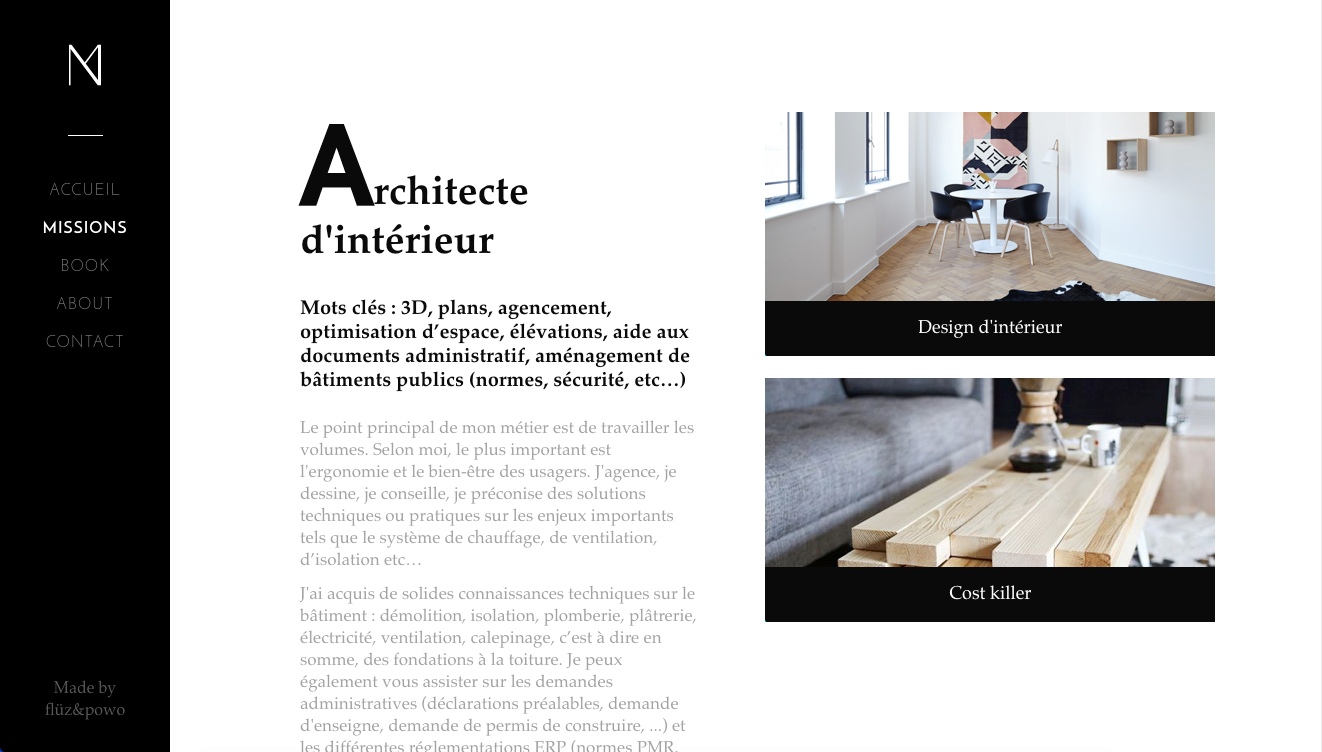 ACCUEIL
MISSIONS
BOOK
ABOUT
CONTACT
Made by
flüz&powo
Architecte
d'intérieur
Mots clés : 3D, plans, agencement,
optimisation d’espace, élévations, aide aux
documents administratif, aménagement de
bâtiments publics (normes, sécurité, etc…)
Le point principal de mon métier est de travailler les
volumes. Selon moi, le plus important est
l'ergonomie et le bien-être des usagers. J'agence, je
dessine, je conseille, je préconise des solutions
techniques ou pratiques sur les enjeux importants
tels que le système de chauffage, de ventilation,
d’isolation etc…
J'ai acquis de solides connaissances techniques sur le
bâtiment : démolition, isolation, plomberie, plâtrerie,
électricité, ventilation, calepinage, c’est à dire en
somme, des fondations à la toiture. Je peux
également vous assister sur les demandes
administratives (déclarations préalables, demande
d'enseigne, demande de permis de construire, ...) et
les différentes réglementations ERP (normes PMR,
Design d'intérieur
Cost killer